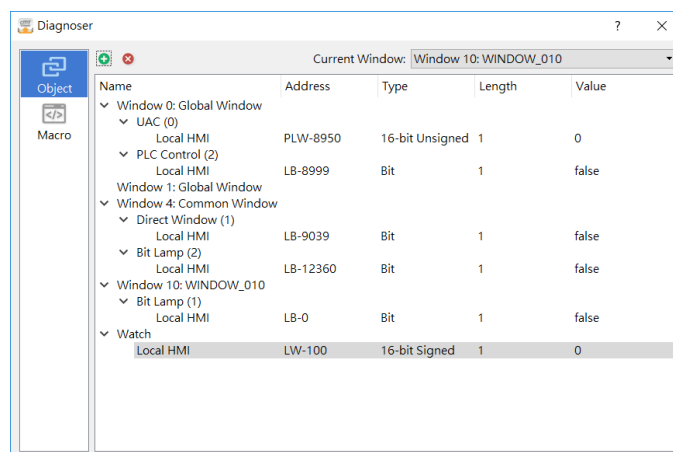 Diagnoser ?
Object
Macro
Current Window: Window 10: WINDOW_010
Name Address Type Length Value
Window 0: Global Window
UAC (0)
Local HMI PLW-8950 16-bit Unsigned 1 0
PLC Control (2)
Local HMI LB-8999 Bit 1 false
Window 1: Global Window
Window 4: Common Window
Direct Window (1)
Local HMI LB-9039 Bit 1 false
Bit Lamp (2)
Local HMI LB-12360 Bit 1 false
Window 10: WINDOW_010
Bit Lamp (1)
Local HMI LB-0 Bit 1 false
Watch
Local HMI LW-100 16-bit Signed 1 0